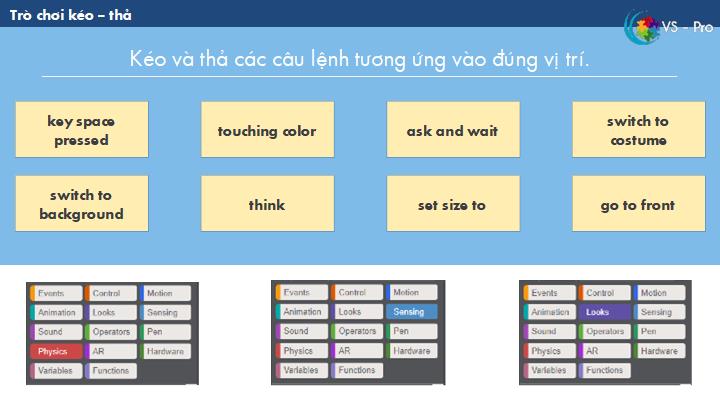 Trò chơi kéo – thả
VS – Pro
Kéo và thả các câu lệnh tương ứng vào đúng vị trí.
key space
pressed
touching color
ask and wait
switch to
costume
switch to
background
think
set size to
go to front
Events Control Motion
Animation Looks Sensing
Sound Operators Pen
Physics AR Hardware
Variables Functions
Events Control Motion
Animation Looks Sensing
Sound Operators Pen
Physics AR Hardware
Variables Functions
Events Control Motion
Animation Looks Sensing
Sound Operators Pen
Physics AR Hardware
Variables Functions